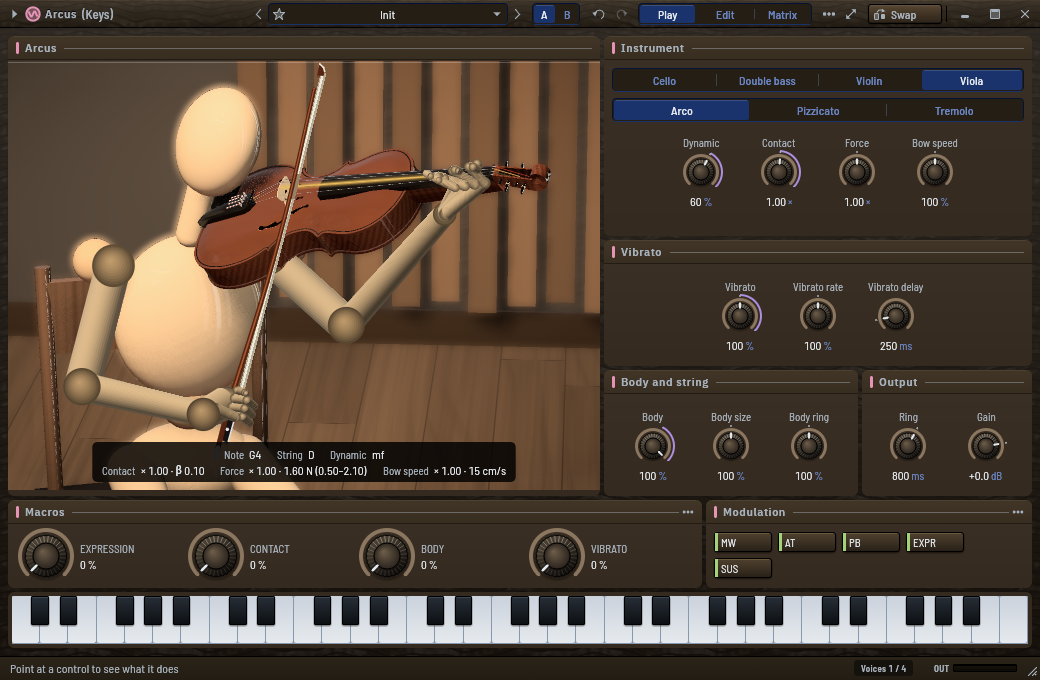 Arcus (Keys)
Init
A B
Play Edit Matrix
Swap
Arcus
Instrument
Cello Double bass Violin Viola
Arco Pizzicato Tremolo
Dynamic Contact Force Bow speed
60 % 1.00 × 1.00 × 100 %
Vibrato
Vibrato Vibrato rate Vibrato delay
100 % 100 % 250 ms
Body and string
Body Body size Body ring
100 % 100 % 100 %
Output
Ring Gain
800 ms +0.0 dB
Note G4 String D Dynamic mf
Contact × 1.00 · β 0.10 Force × 1.00 · 1.60 N (0.50–2.10) Bow speed × 1.00 · 15 cm/s
Macros
EXPRESSION
0 %
CONTACT
0 %
BODY
0 %
VIBRATO
0 %
Modulation
MW AT PB EXPR
SUS
Point at a control to see what it does
Voices 1 / 4 OUT